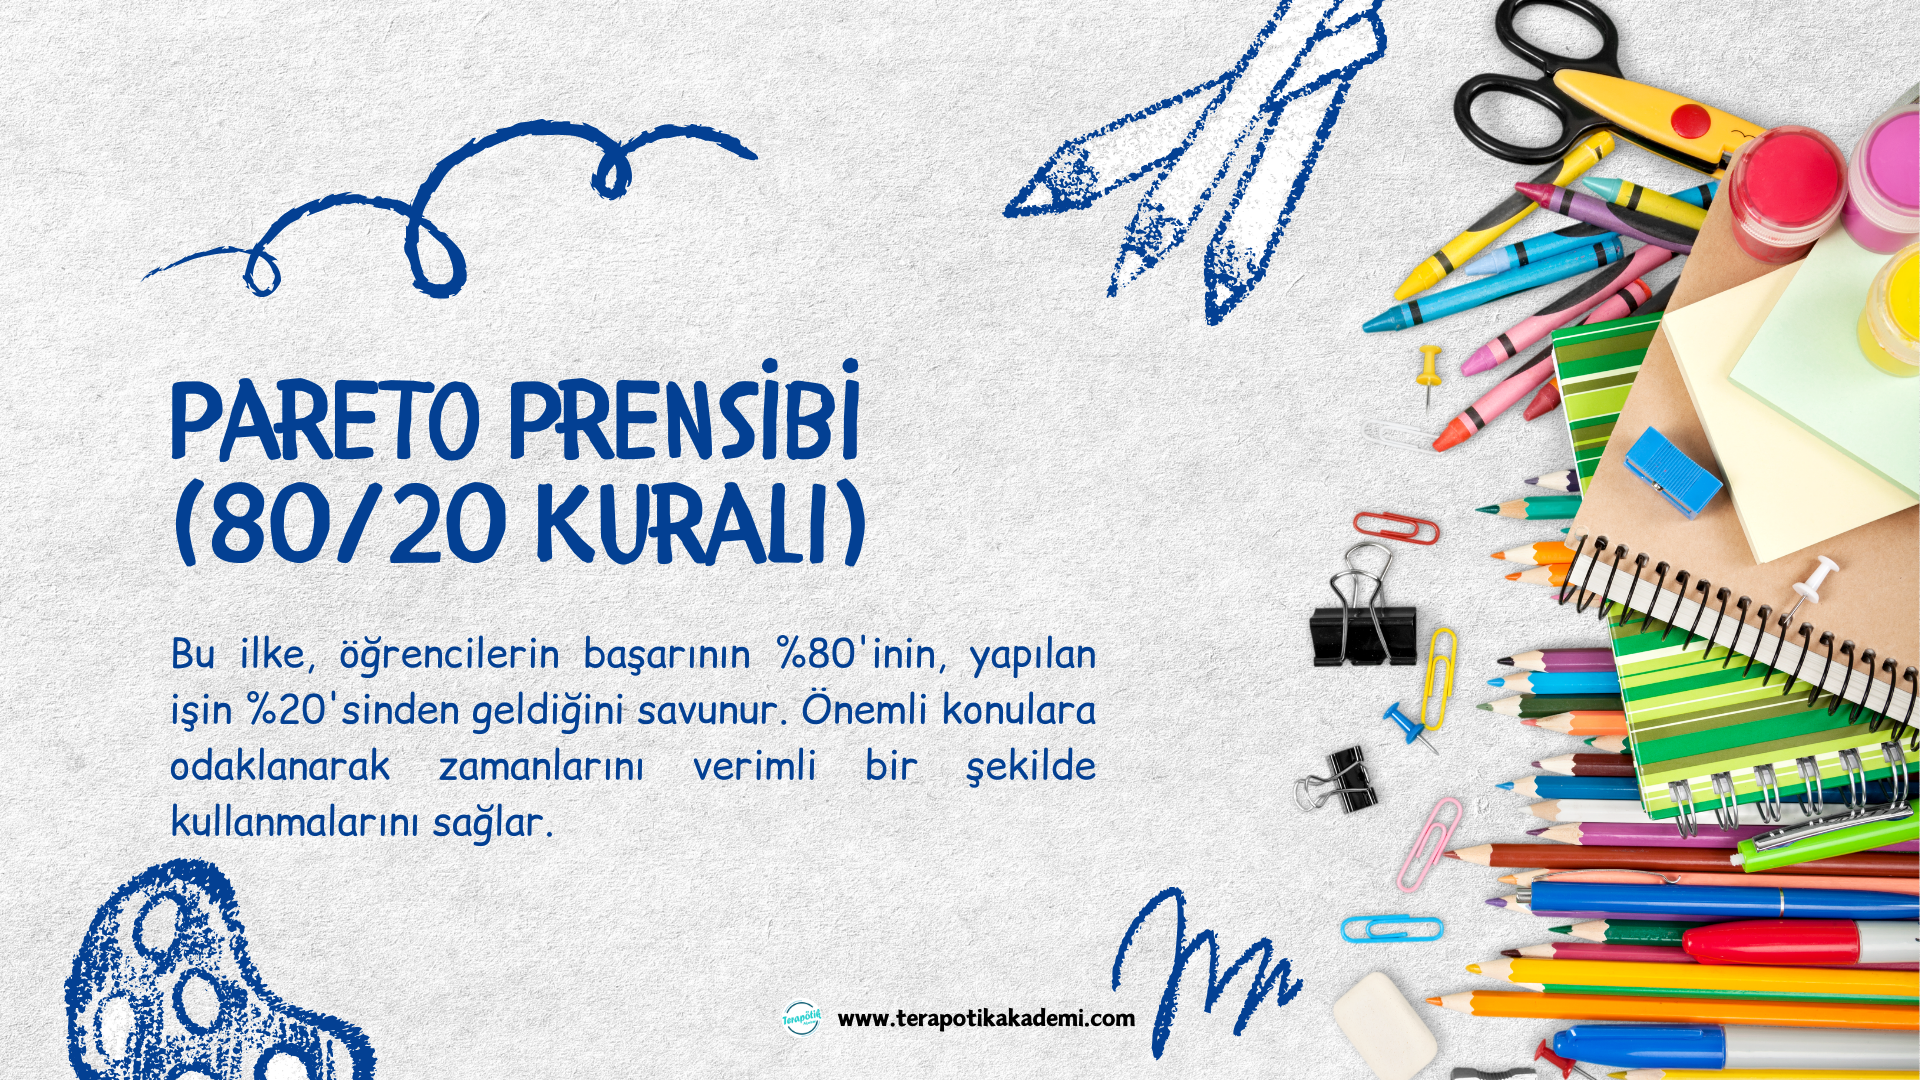 PARETO PRENSİBİ
(80/20 KURALI)
Bu ilke, öğrencilerin başarının %80'inin, yapılan
işin %20'sinden geldiğini savunur. Önemli konulara
odaklanarak zamanlarını verimli bir şekilde
kullanmalarını sağlar.
Terapötik
www.terapotikakademi.com